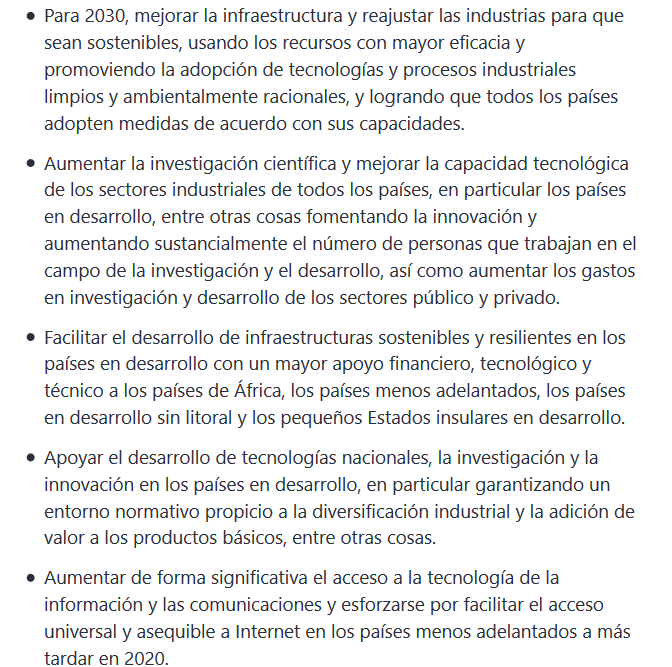 • Para 2030, mejorar la infraestructura y reajustar las industrias para que
sean sostenibles, usando los recursos con mayor eficacia y
promoviendo la adopción de tecnologías y procesos industriales
limpios y ambientalmente racionales, y logrando que todos los países
adopten medidas de acuerdo con sus capacidades.
• Aumentar la investigación científica y mejorar la capacidad tecnológica
de los sectores industriales de todos los países, en particular los países
en desarrollo, entre otras cosas fomentando la innovación y
aumentando sustancialmente el número de personas que trabajan en el
campo de la investigación y el desarrollo, así como aumentar los gastos
en investigación y desarrollo de los sectores público y privado.
• Facilitar el desarrollo de infraestructuras sostenibles y resilientes en los
países en desarrollo con un mayor apoyo financiero, tecnológico y
técnico a los países de África, los países menos adelantados, los países
en desarrollo sin litoral y los pequeños Estados insulares en desarrollo.
• Apoyar el desarrollo de tecnologías nacionales, la investigación y la
innovación en los países en desarrollo, en particular garantizando un
entorno normativo propicio a la diversificación industrial y la adición de
valor a los productos básicos, entre otras cosas.
• Aumentar de forma significativa el acceso a la tecnología de la
información y las comunicaciones y esforzarse por facilitar el acceso
universal y asequible a Internet en los países menos adelantados a más
tardar en 2020.